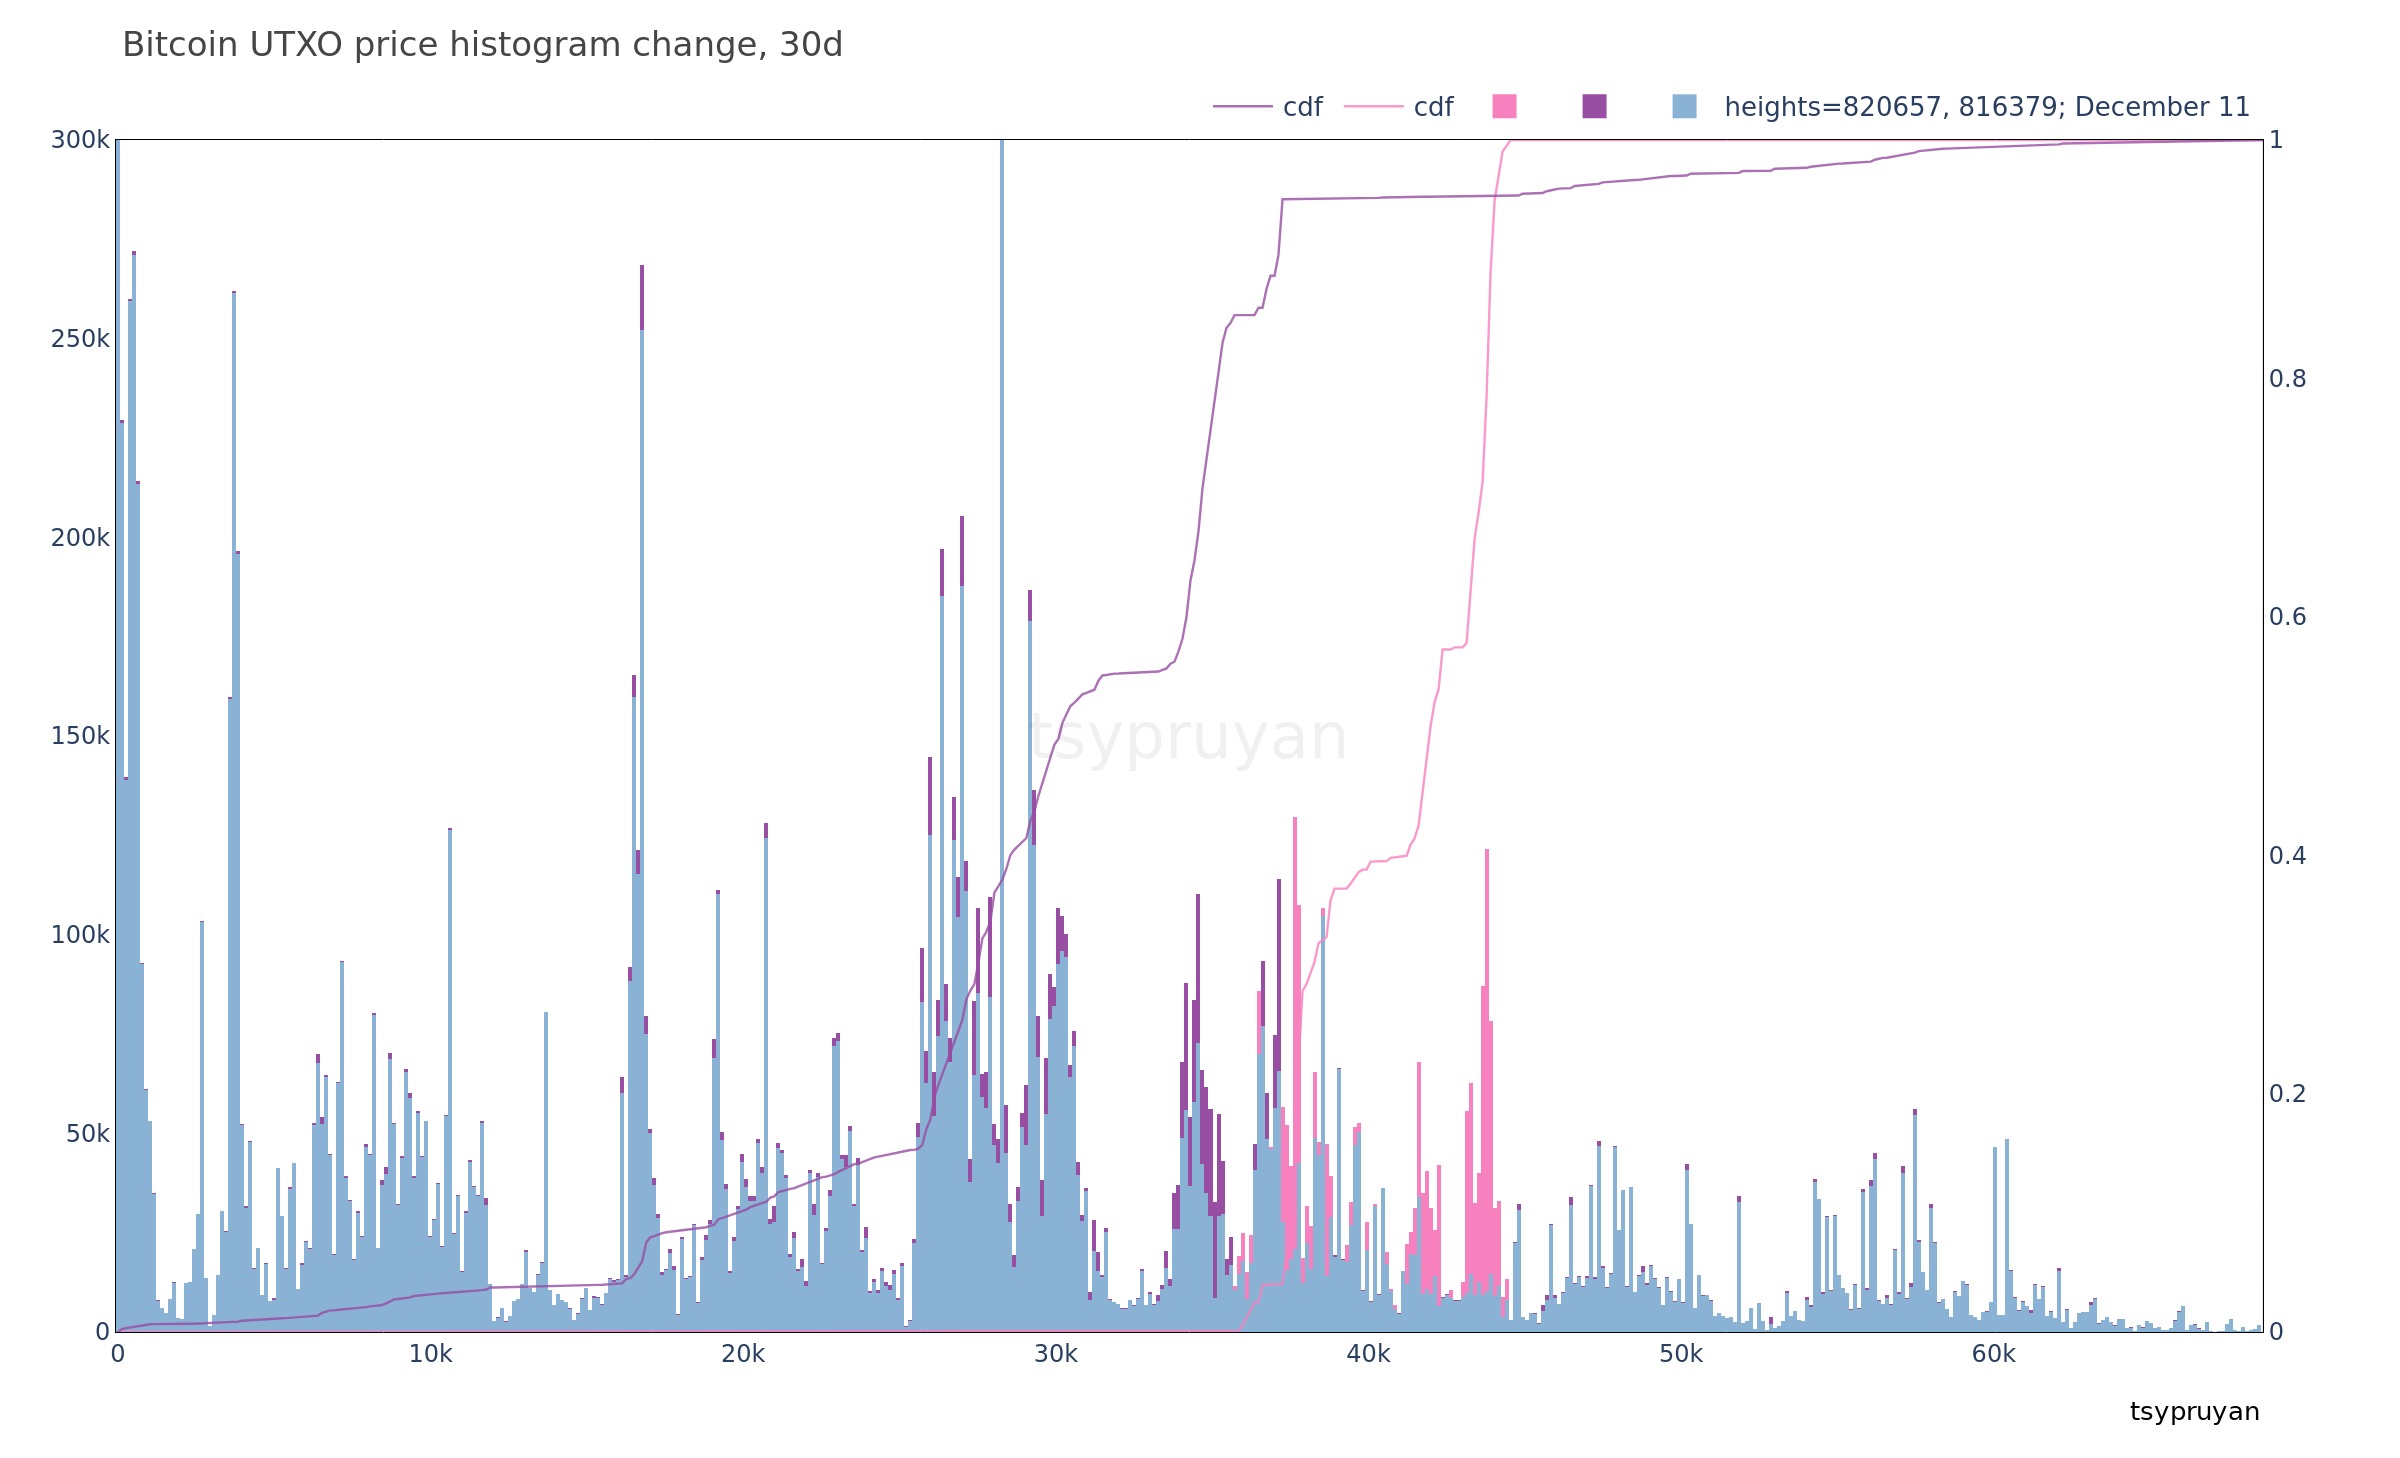 Bitcoin UTXO price histogram change, 30d
cdf cdf heights=820657, 816379; December 11
300k
250k
200k
150k
100k
50k
0
1
0.8
0.6
0.4
0.2
0
tsypruyan
0 10k 20k 30k 40k 50k 60k
tsypruyan